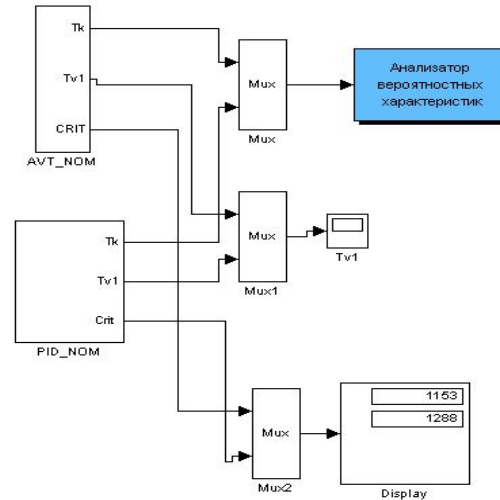 Tk
Tv1
CRIT
AVT_NOM
Mux
Mux
Анализатор
вероятностных
характеристик
Tk
Tv1
Crit
PID_NOM
Mux
Mux1
Tv1
Mux
Mux2
1153
1288
Display